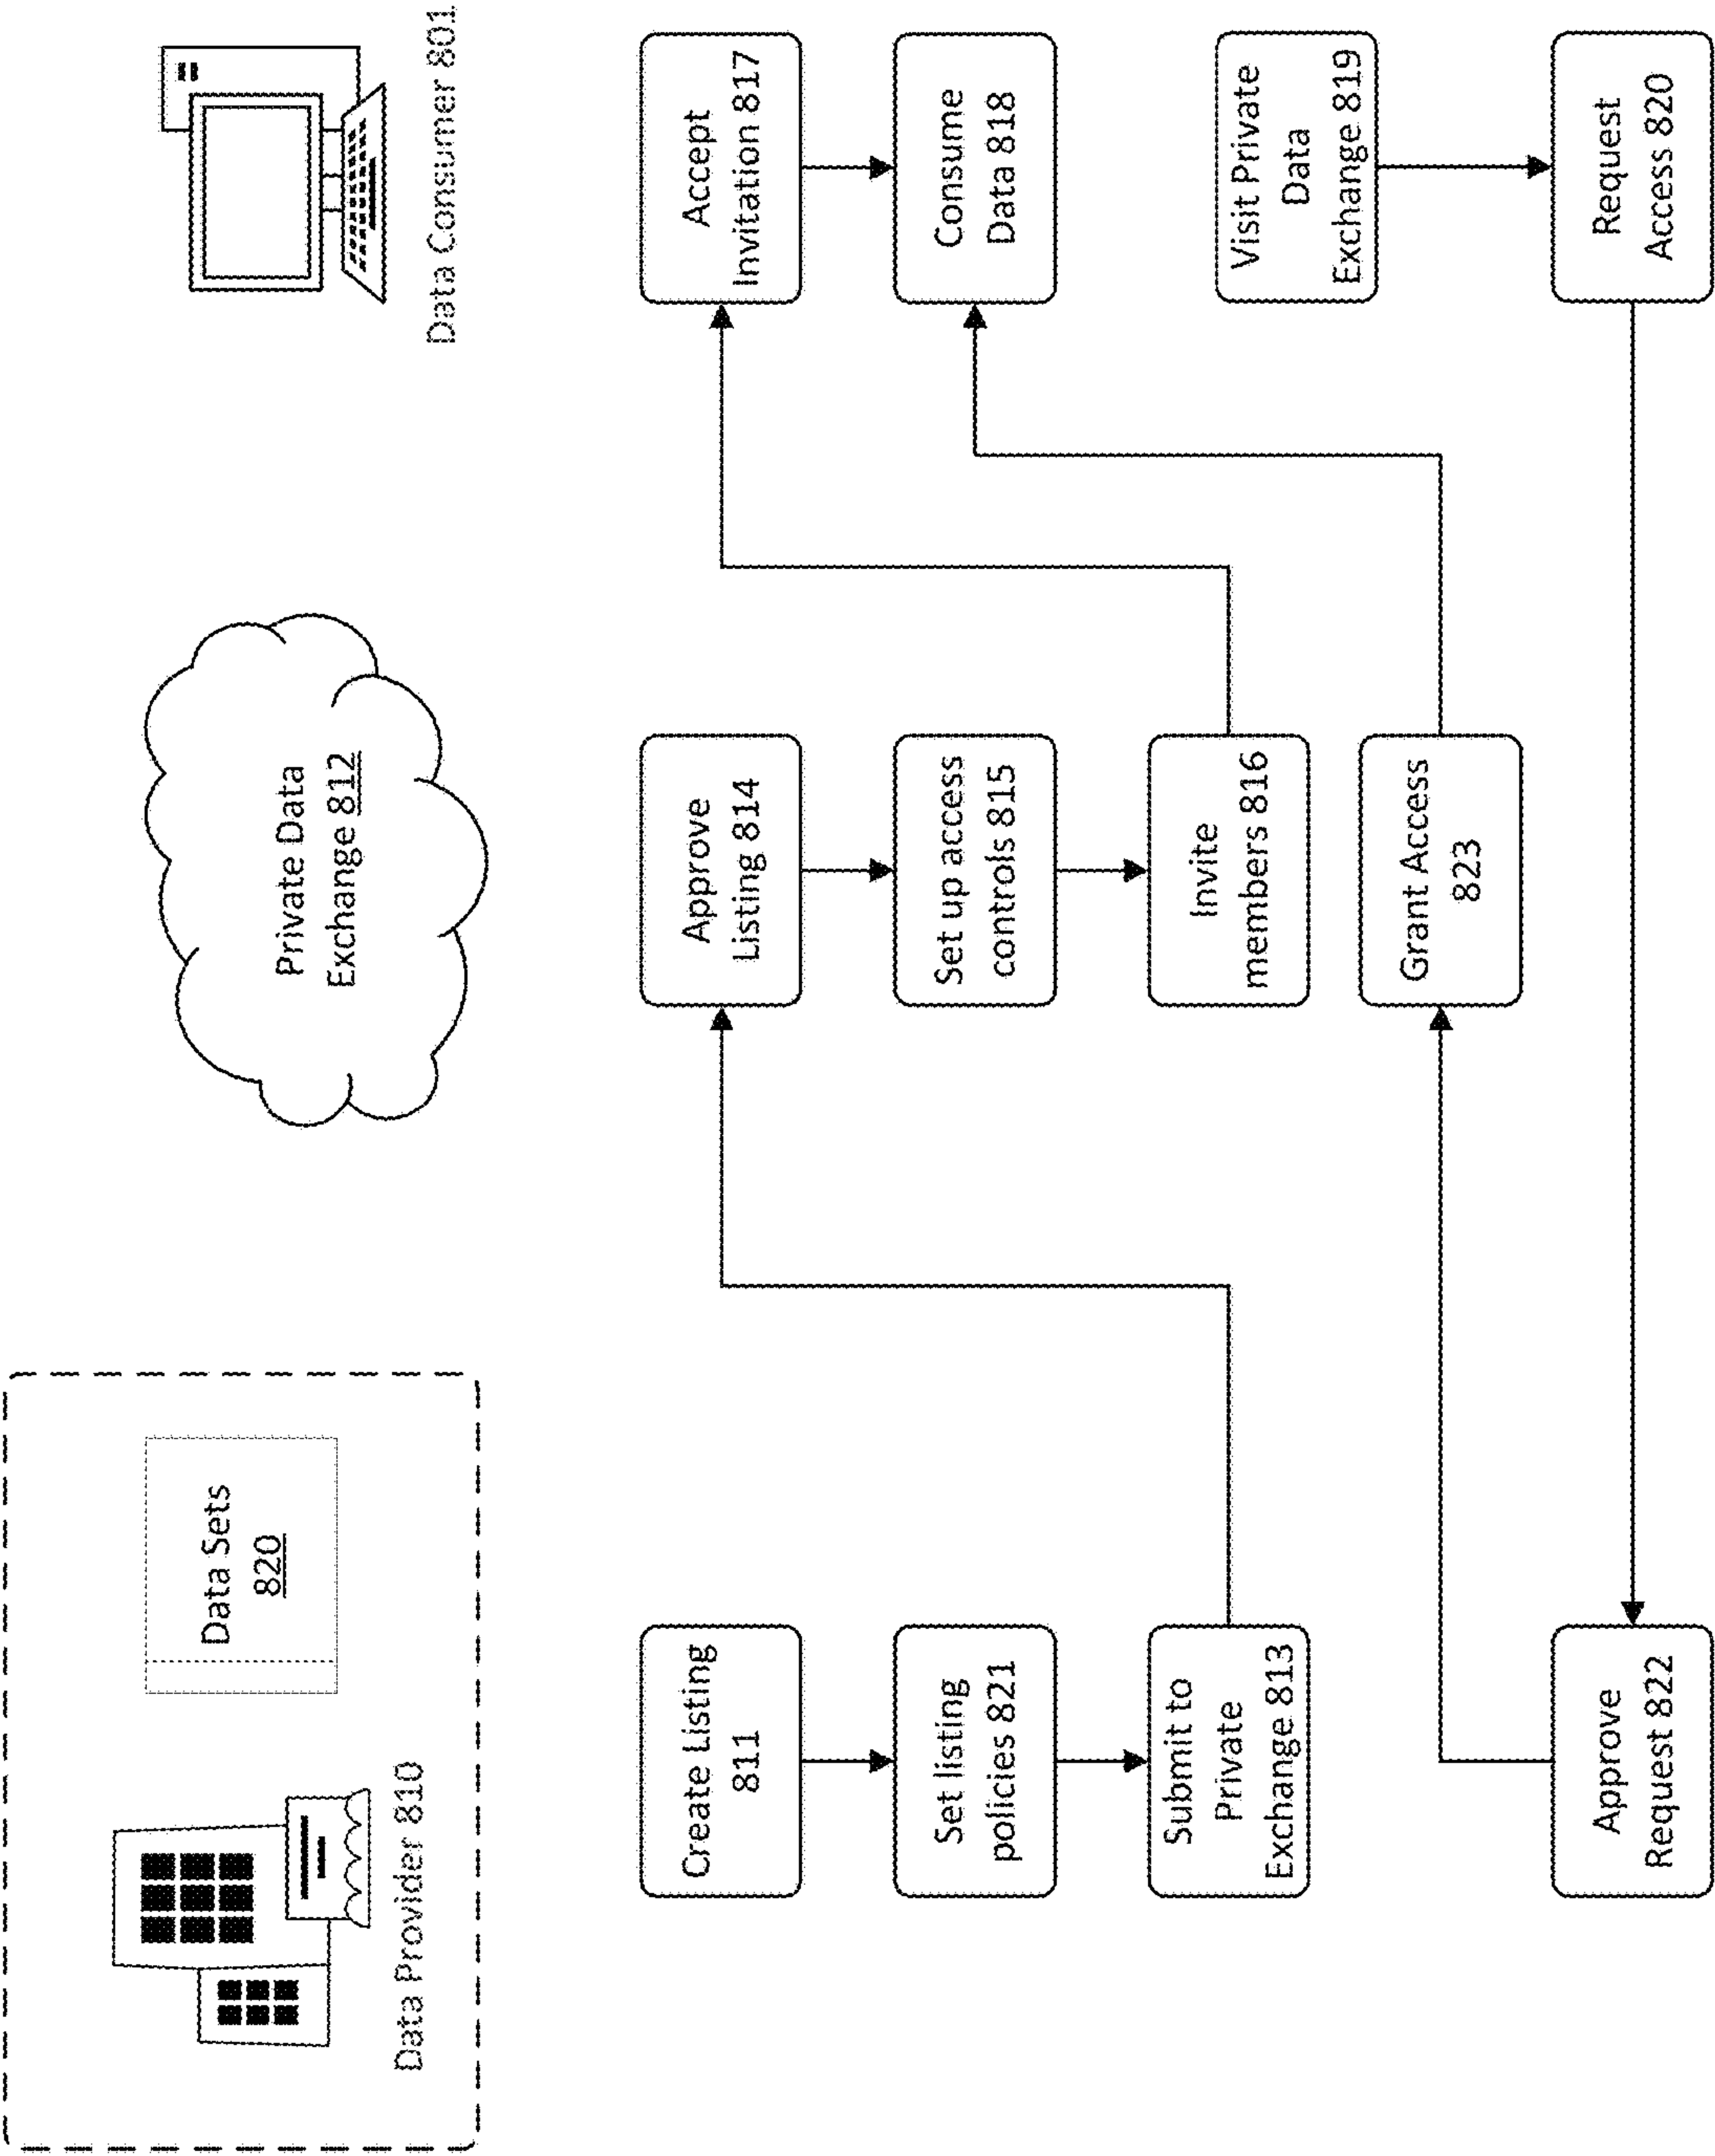 Data Provider 810
Data Sets
820
Private Data
Exchange 812
Data Consumer 801
Create Listing
811
Set listing
policies 821
Submit to
Private
Exchange 813
Approve
Request 822
Approve
Listing 814
Set up access
controls 815
Invite
members 816
Grant Access
823
Accept
Invitation 817
Consume
Data 818
Visit Private
Data
Exchange 819
Request
Access 820